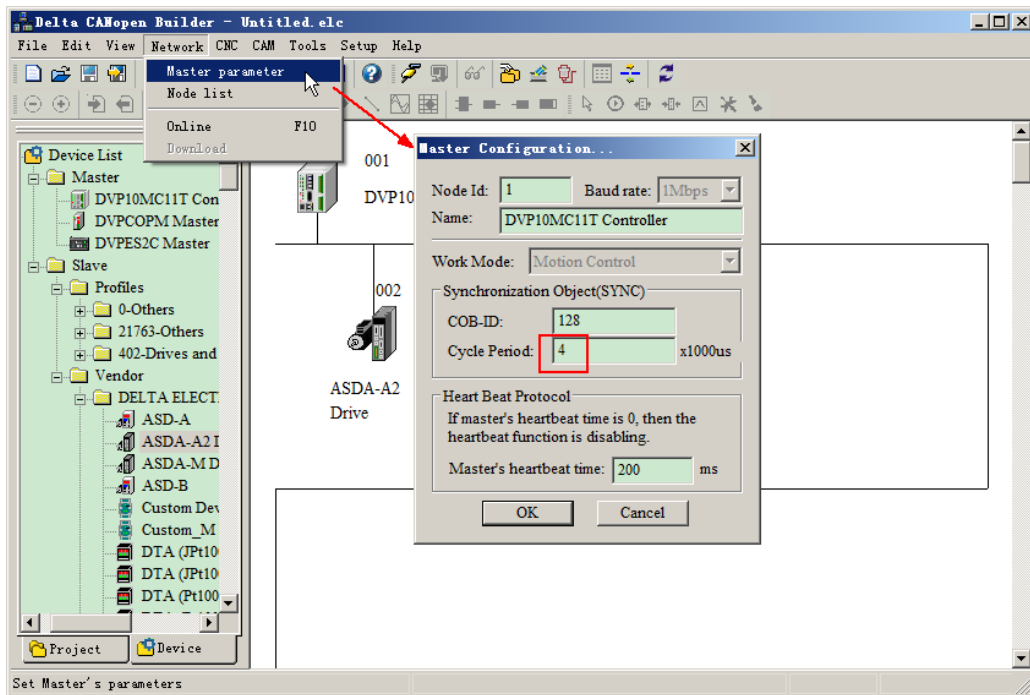 Delta CANopen Builder - Untitled.elc
File Edit View Network CNC CAM Tools Setup Help
Master parameter
Node list
Online F10
Download
Device List
Master
DVP10MC11T Con
DVPCOPM Master
DVPES2C Master
Slave
Profiles
0-Others
21763-Others
402-Drives and
Vendor
DELTA ELECT
ASD-A
ASDA-A2 I
ASDA-M D
ASD-B
Custom Dev
Custom_M
DTA (JPt10
DTA (JPt10
DTA (Pt100
Project Device
001
DVP10
002
ASDA-A2
Drive
Master Configuration...
Node Id: 1 Baud rate: 1Mbps
Name: DVP10MC11T Controller
Work Mode: Motion Control
Synchronization Object(SYNC)
COB-ID: 128
Cycle Period: 4 x1000us
Heart Beat Protocol
If master's heartbeat time is 0, then the
heartbeat function is disabling.
Master's heartbeat time: 200 ms
OK Cancel
Set Master's parameters